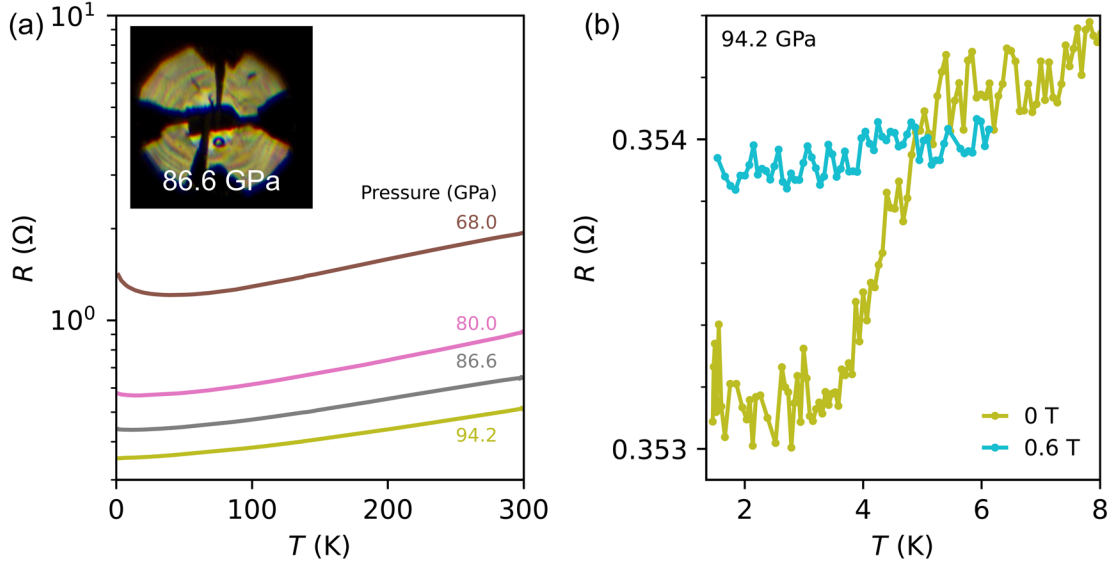 (a)
10¹
10⁰
R (Ω)
86.6 GPa
Pressure (GPa)
68.0
80.0
86.6
94.2
0
100
200
300
T (K)
(b)
94.2 GPa
0.354
0.353
R (Ω)
0 T
0.6 T
2
4
6
8
T (K)